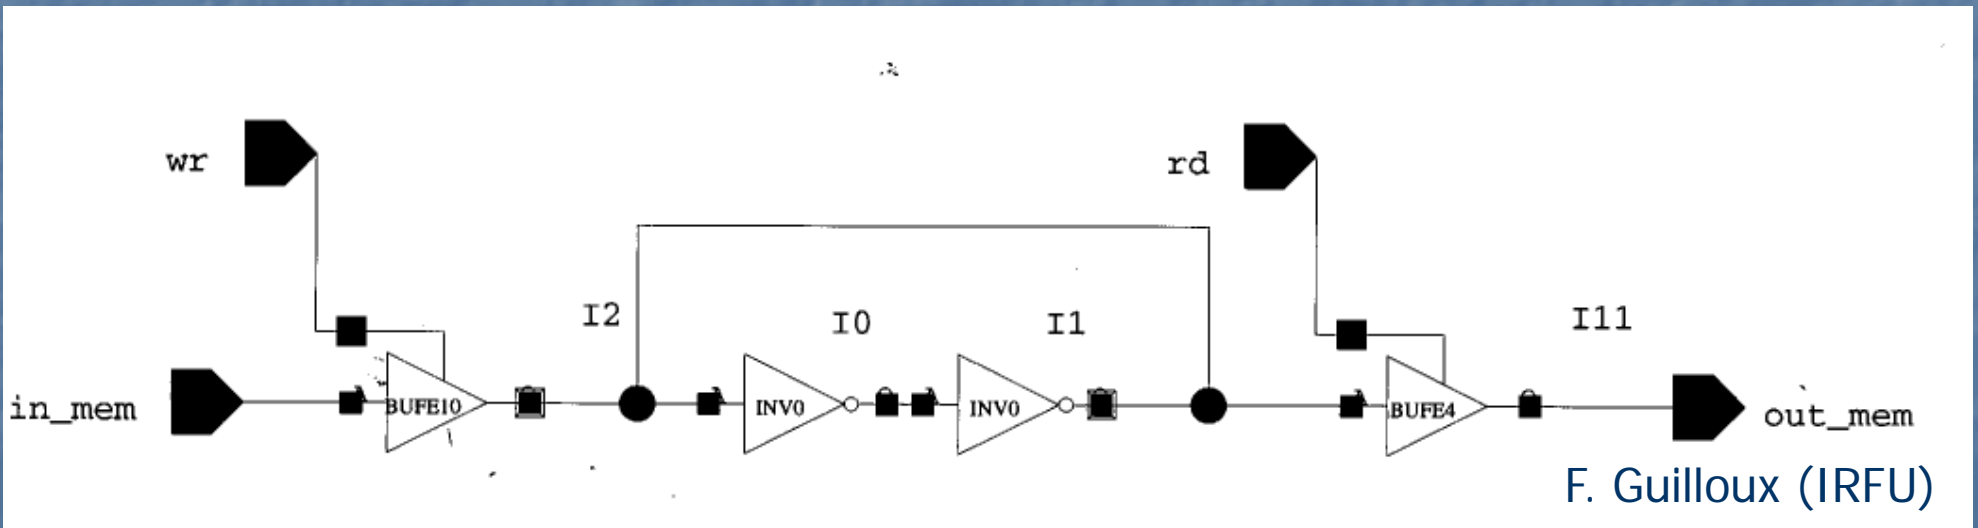 wr
rd
I2
I0
I1
I11
in_mem
BUFE10
INV0
INV0
BUFE4
out_mem
F. Guilloux (IRFU)